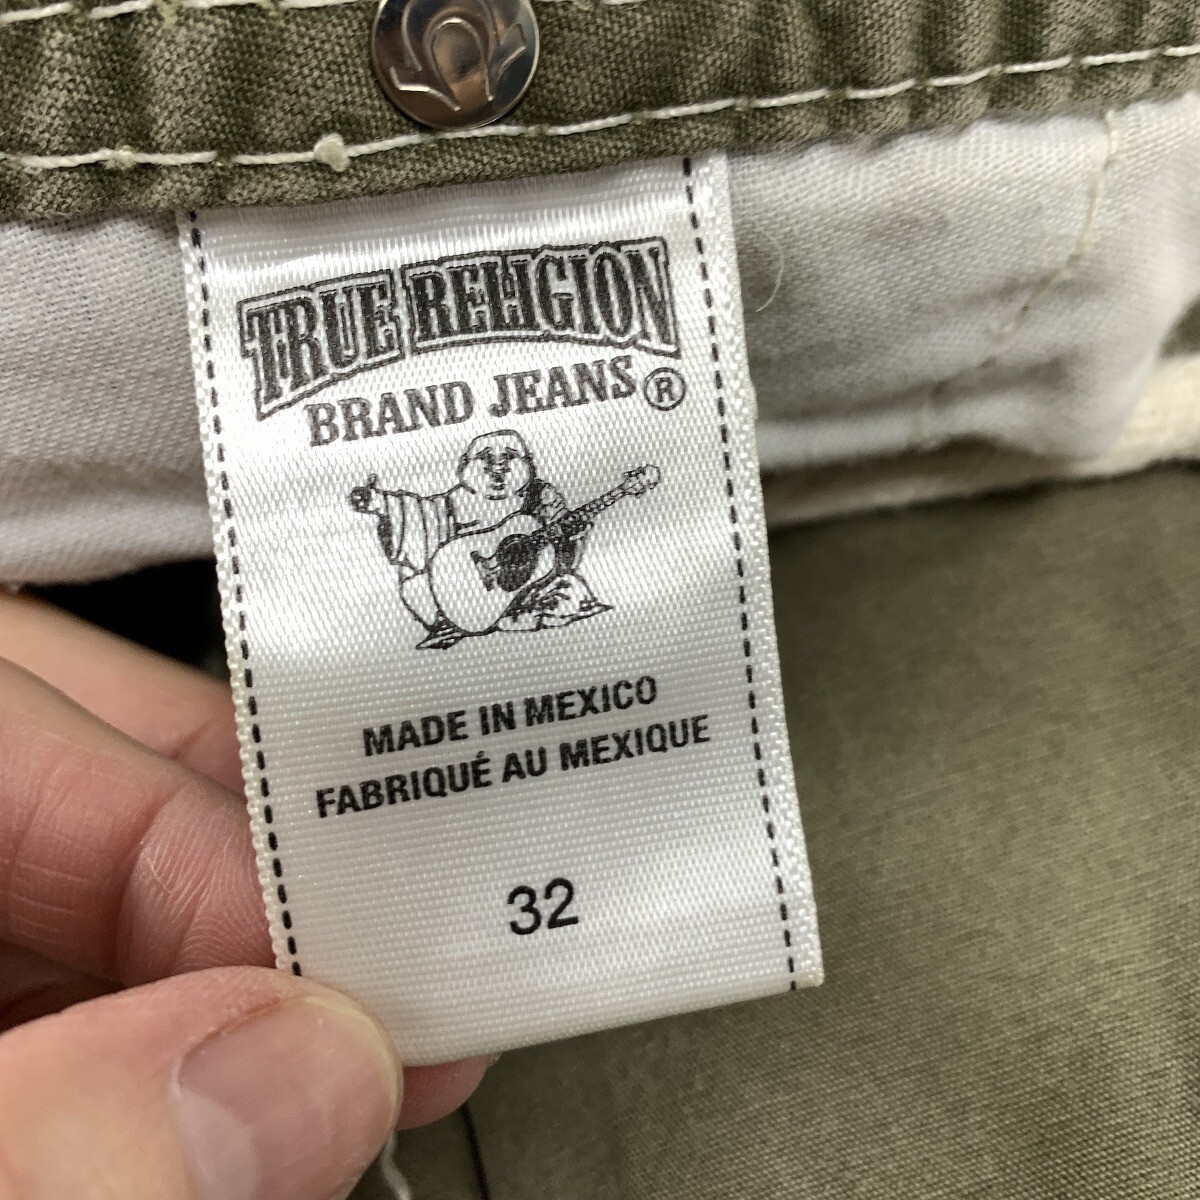 TRUE RELIGION
BRAND JEANS®
MADE IN MEXICO
FABRIQUÉ AU MEXIQUE
32